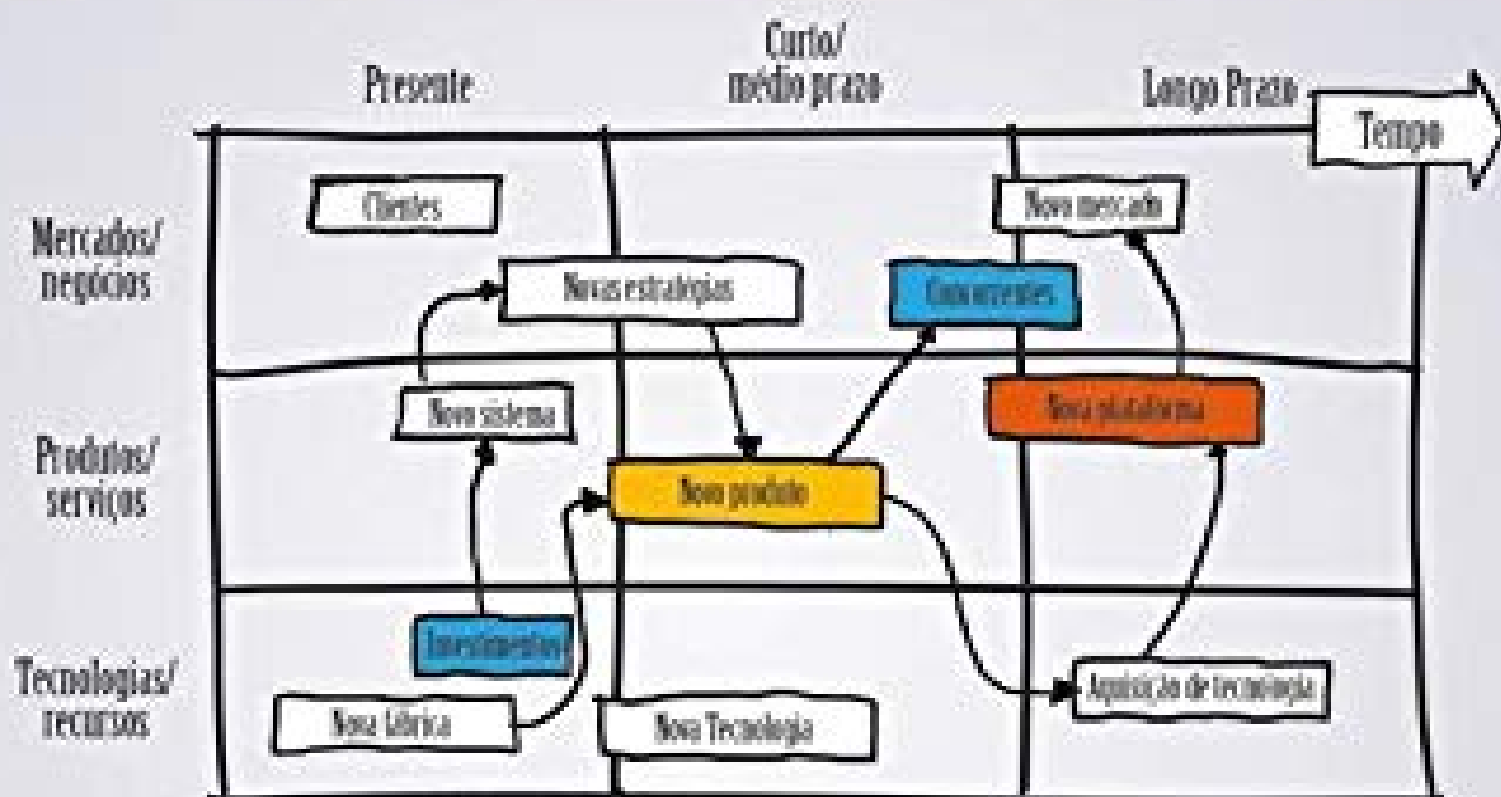 Presente
Curto/
médio prazo
Longo Prazo
Tempo
Mercados/
negócios
Clientes
Novo mercado
Novas estratégias
Concorrentes
Produtos/
serviços
Novo sistema
Nova plataforma
Novo produto
Tecnologias/
recursos
Investimentos
Aquisição de tecnologia
Nova fábrica
Nova Tecnologia